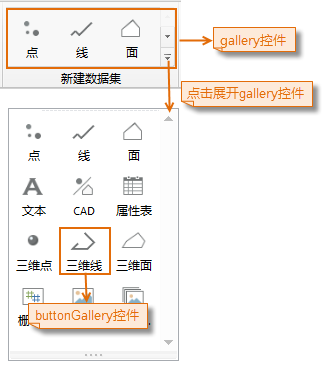 gallery控件
点 线 面
新建数据集
点击展开gallery控件
点 线 面
文本 CAD 属性表
三维点 三维线 三维面
栅
buttonGallery控件